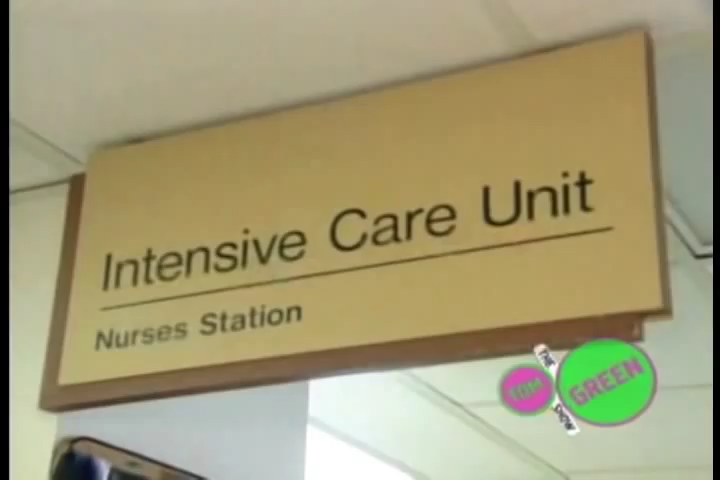 Intensive Care Unit
Nurses Station
THE
TOM
GREEN
SHOW